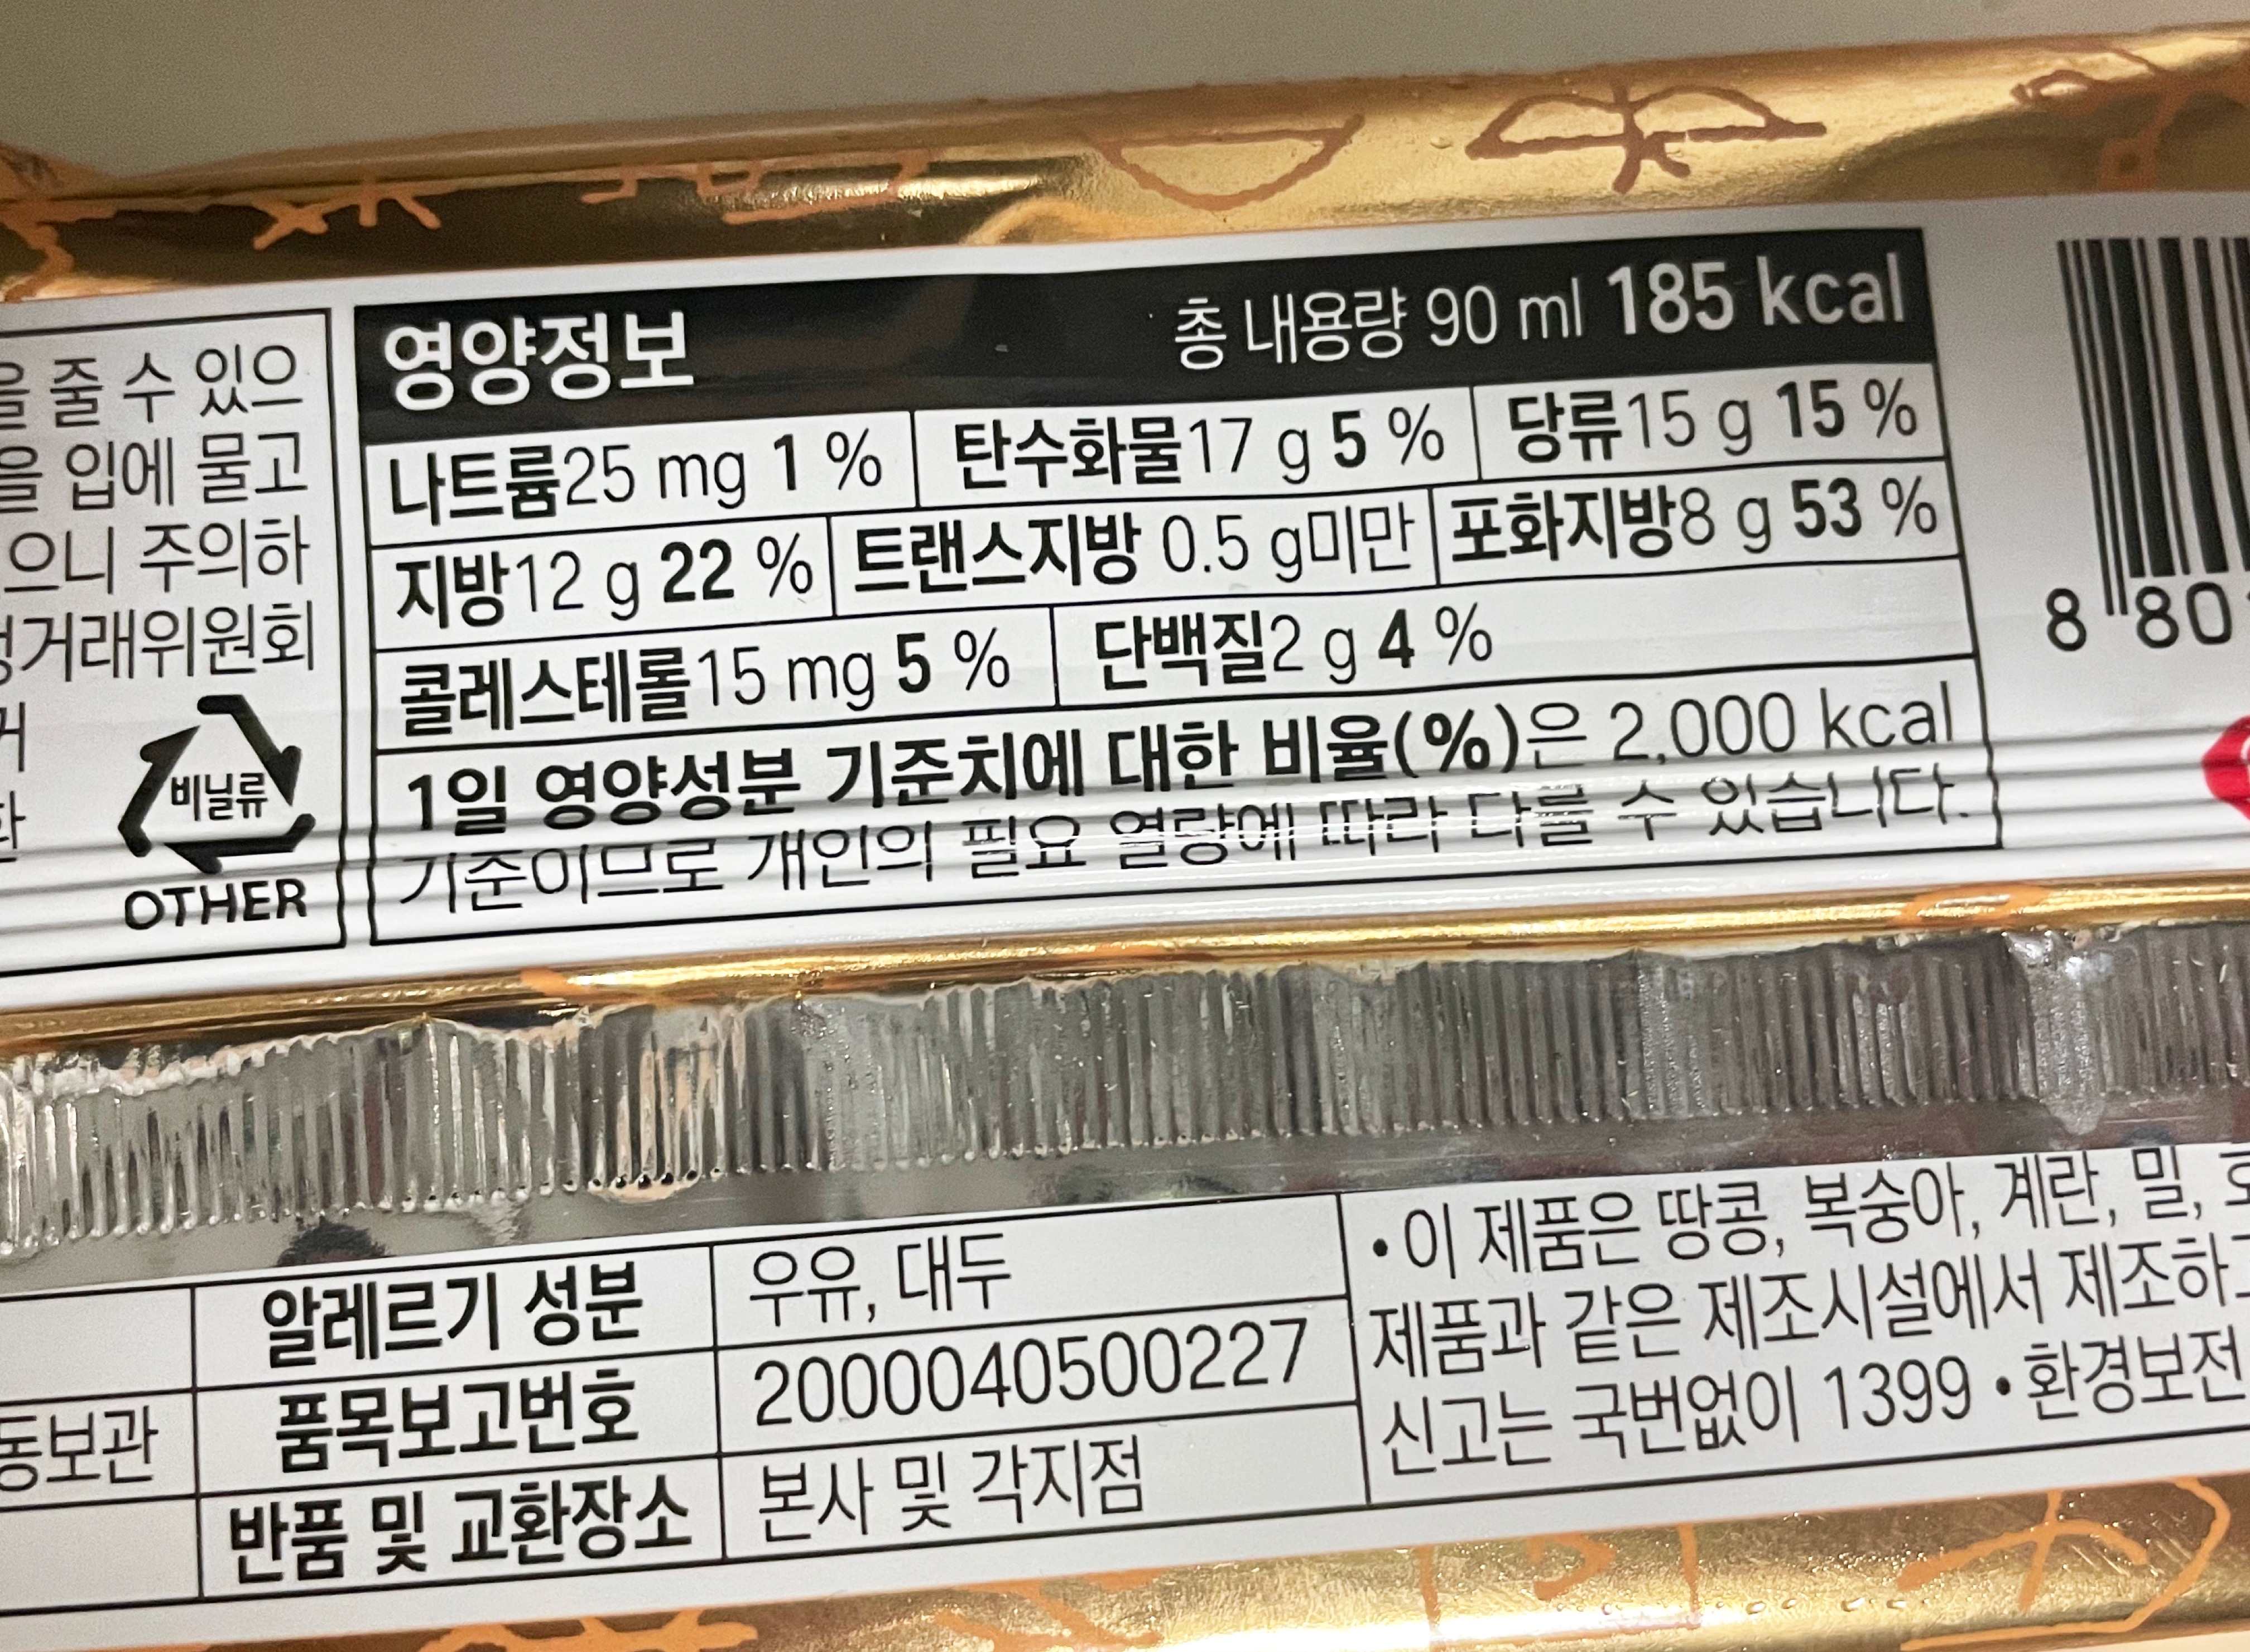 줄 수 있으
을 입에 물고
으니 주의하
거래위원회
비닐류
OTHER
영양정보 총 내용량 90 ml 185 kcal
나트륨25 mg 1 % 탄수화물17 g 5 % 당류15 g 15 %
지방12 g 22 % 트랜스지방 0.5 g미만 포화지방8 g 53 %
콜레스테롤15 mg 5 % 단백질2 g 4 %
1일 영양성분 기준치에 대한 비율(%)은 2,000 kcal
기준이므로 개인의 필요 열량에 따라 다를 수 있습니다.
8 80
알레르기 성분 우유, 대두
품목보고번호 2000040500227
반품 및 교환장소 본사 및 각지점
동보관
•이 제품은 땅콩, 복숭아, 계란, 밀,
제품과 같은 제조시설에서 제조하
신고는 국번없이 1399 •환경보전